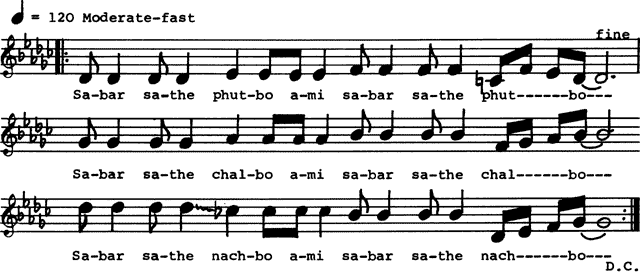 = 120 Moderate-fast
fine
Sa-bar sa-the phut-bo a-mi sa-bar sa-the phut------bo---
Sa-bar sa-the chal-bo a-mi sa-bar sa-the chal------bo---
Sa-bar sa-the nach-bo a-mi sa-bar sa-the nach------bo---
D.C.